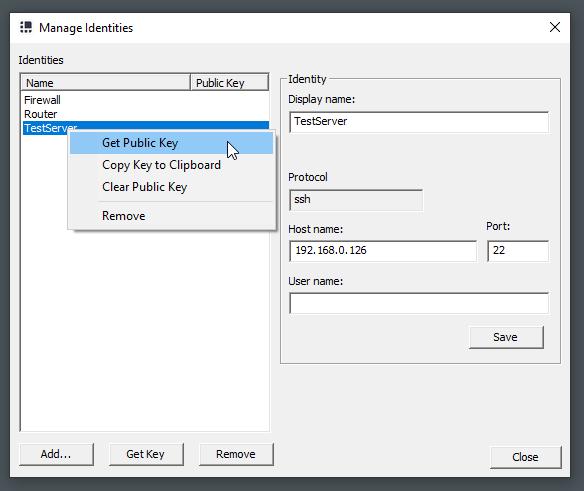 Manage Identities
Identities
Name Public Key
Firewall
Router
TestServer
Get Public Key
Copy Key to Clipboard
Clear Public Key
Remove
Add... Get Key Remove
Identity
Display name:
TestServer
Protocol
ssh
Host name: Port:
192.168.0.126 22
User name:
Save
Close